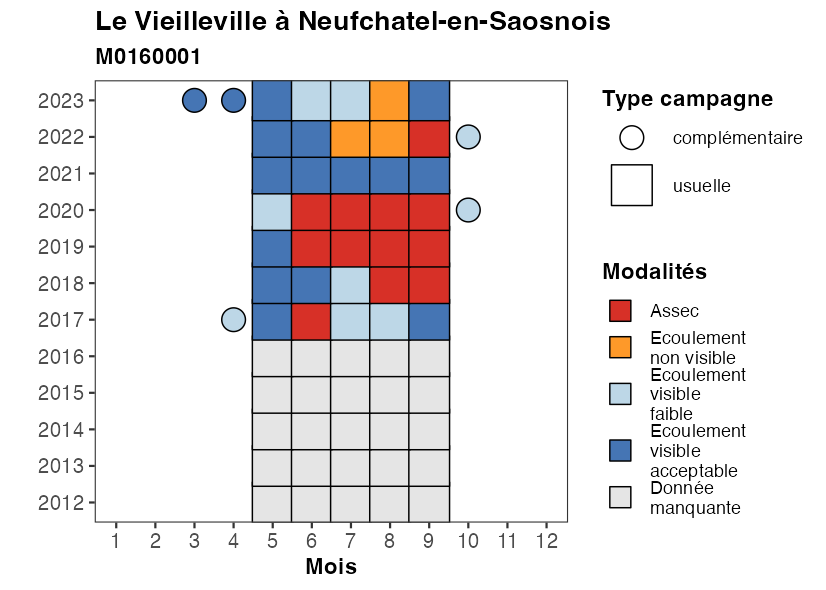 Le Vieilleville à Neufchatel-en-Saosnois
M0160001
2023
2022
2021
2020
2019
2018
2017
2016
2015
2014
2013
2012
1 2 3 4 5 6 7 8 9 10 11 12
Mois
Type campagne
complémentaire
usuelle
Modalités
Assec
Ecoulement
non visible
Ecoulement
visible
faible
Ecoulement
visible
acceptable
Donnée
manquante